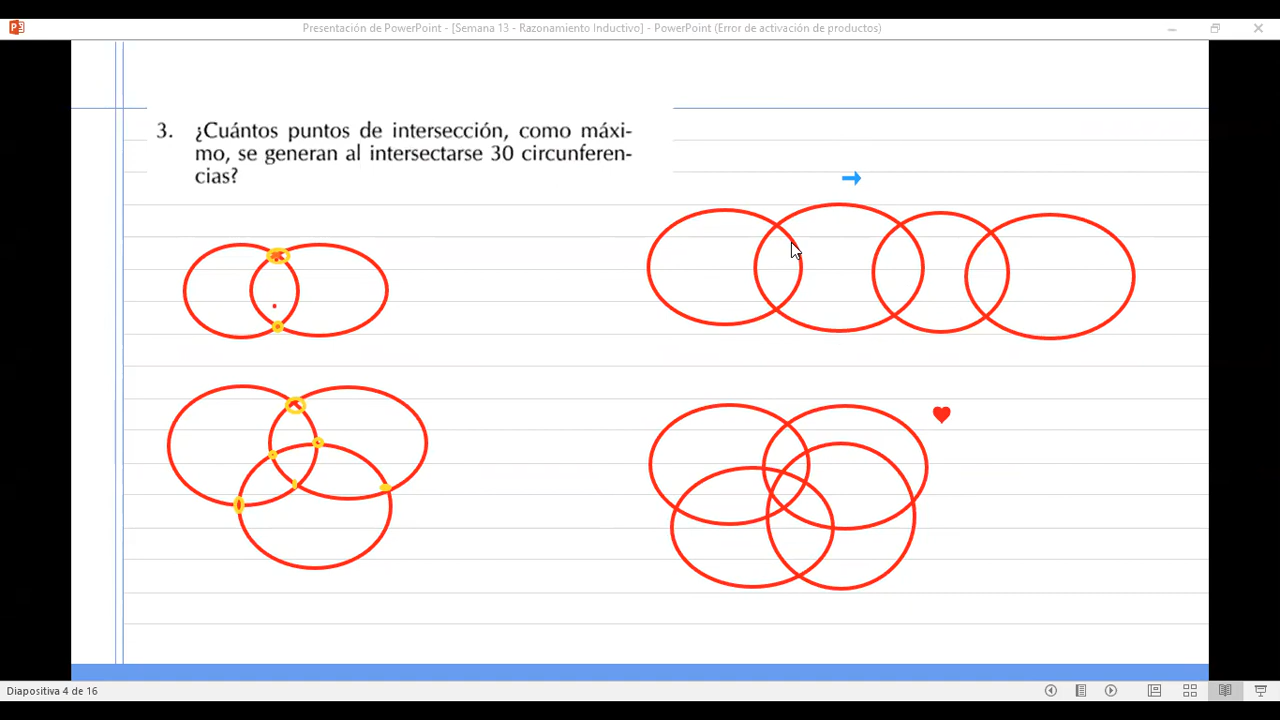 Presentación de PowerPoint - [Semana 13 - Razonamiento Inductivo] - PowerPoint (Error de activación de productos)
3. ¿Cuántos puntos de intersección, como máxi-
mo, se generan al intersectarse 30 circunferen-
cias?
Diapositiva 4 de 16